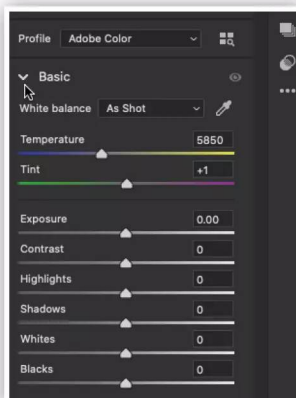 Profile Adobe Color
Basic
White balance As Shot
Temperature 5850
Tint +1
Exposure 0.00
Contrast 0
Highlights 0
Shadows 0
Whites 0
Blacks 0